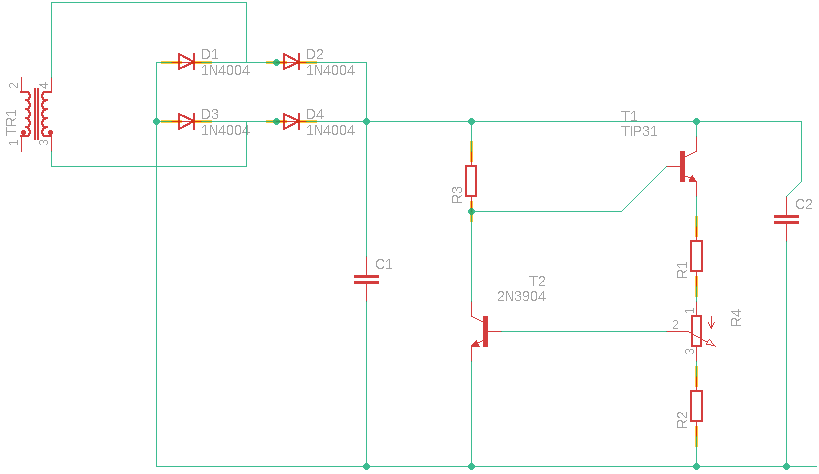 D1
1N4004
D2
1N4004
2
4
TR1
1
3
D3
1N4004
D4
1N4004
T1
TIP31
R3
C2
C1
R1
T2
2N3904
1
R4
2
3
R2